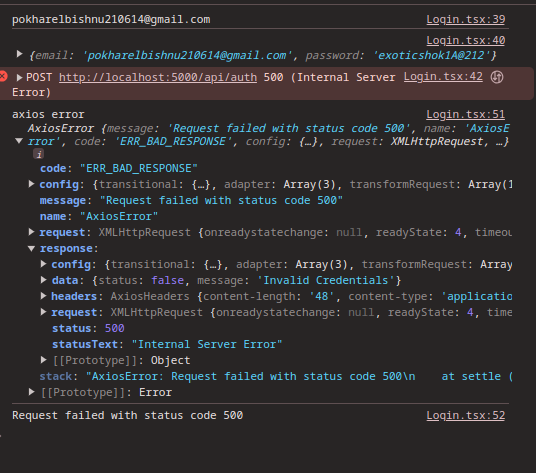 pokharelbishnu210614@gmail.com Login.tsx:39
Login.tsx:40
{email: 'pokharelbishnu210614@gmail.com', password: 'exoticshok1A@212'}
POST http://localhost:5000/api/auth 500 (Internal Server Login.tsx:42
Error)
axios error Login.tsx:51
AxiosError {message: 'Request failed with status code 500', name: 'AxiosE
rror', code: 'ERR_BAD_RESPONSE', config: {…}, request: XMLHttpRequest, …}
i
code: "ERR_BAD_RESPONSE"
config: {transitional: {…}, adapter: Array(3), transformRequest: Array(1
message: "Request failed with status code 500"
name: "AxiosError"
request: XMLHttpRequest {onreadystatechange: null, readyState: 4, timeou
response:
config: {transitional: {…}, adapter: Array(3), transformRequest: Array
data: {status: false, message: 'Invalid Credentials'}
headers: AxiosHeaders {content-length: '48', content-type: 'applicatio
request: XMLHttpRequest {onreadystatechange: null, readyState: 4, time
status: 500
statusText: "Internal Server Error"
[[Prototype]]: Object
stack: "AxiosError: Request failed with status code 500\n    at settle (
[[Prototype]]: Error
Request failed with status code 500 Login.tsx:52